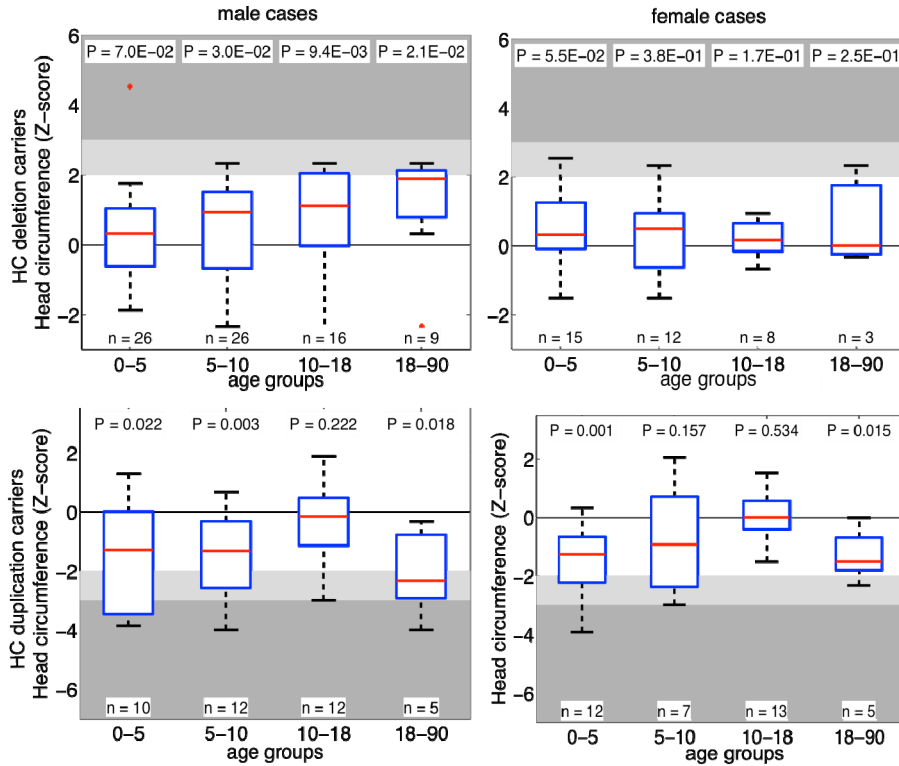 male cases
female cases
HC deletion carriers
Head circumference (Z-score)
6
4
2
0
−2
P = 7.0E−02 P = 3.0E−02 P = 9.4E−03 P = 2.1E−02
n = 26 n = 26 n = 16 n = 9
0−5 5−10 10−18 18−90
age groups
6
4
2
0
−2
P = 5.5E−02 P = 3.8E−01 P = 1.7E−01 P = 2.5E−01
n = 15 n = 12 n = 8 n = 3
0−5 5−10 10−18 18−90
age groups
HC duplication carriers
Head circumference (Z−score)
2
0
−2
−4
−6
P = 0.022 P = 0.003 P = 0.222 P = 0.018
n = 10 n = 12 n = 12 n = 5
0−5 5−10 10−18 18−90
age groups
Head circumference (Z−score)
2
0
−2
−4
−6
P = 0.001 P = 0.157 P = 0.534 P = 0.015
n = 12 n = 7 n = 13 n = 5
0−5 5−10 10−18 18−90
age groups